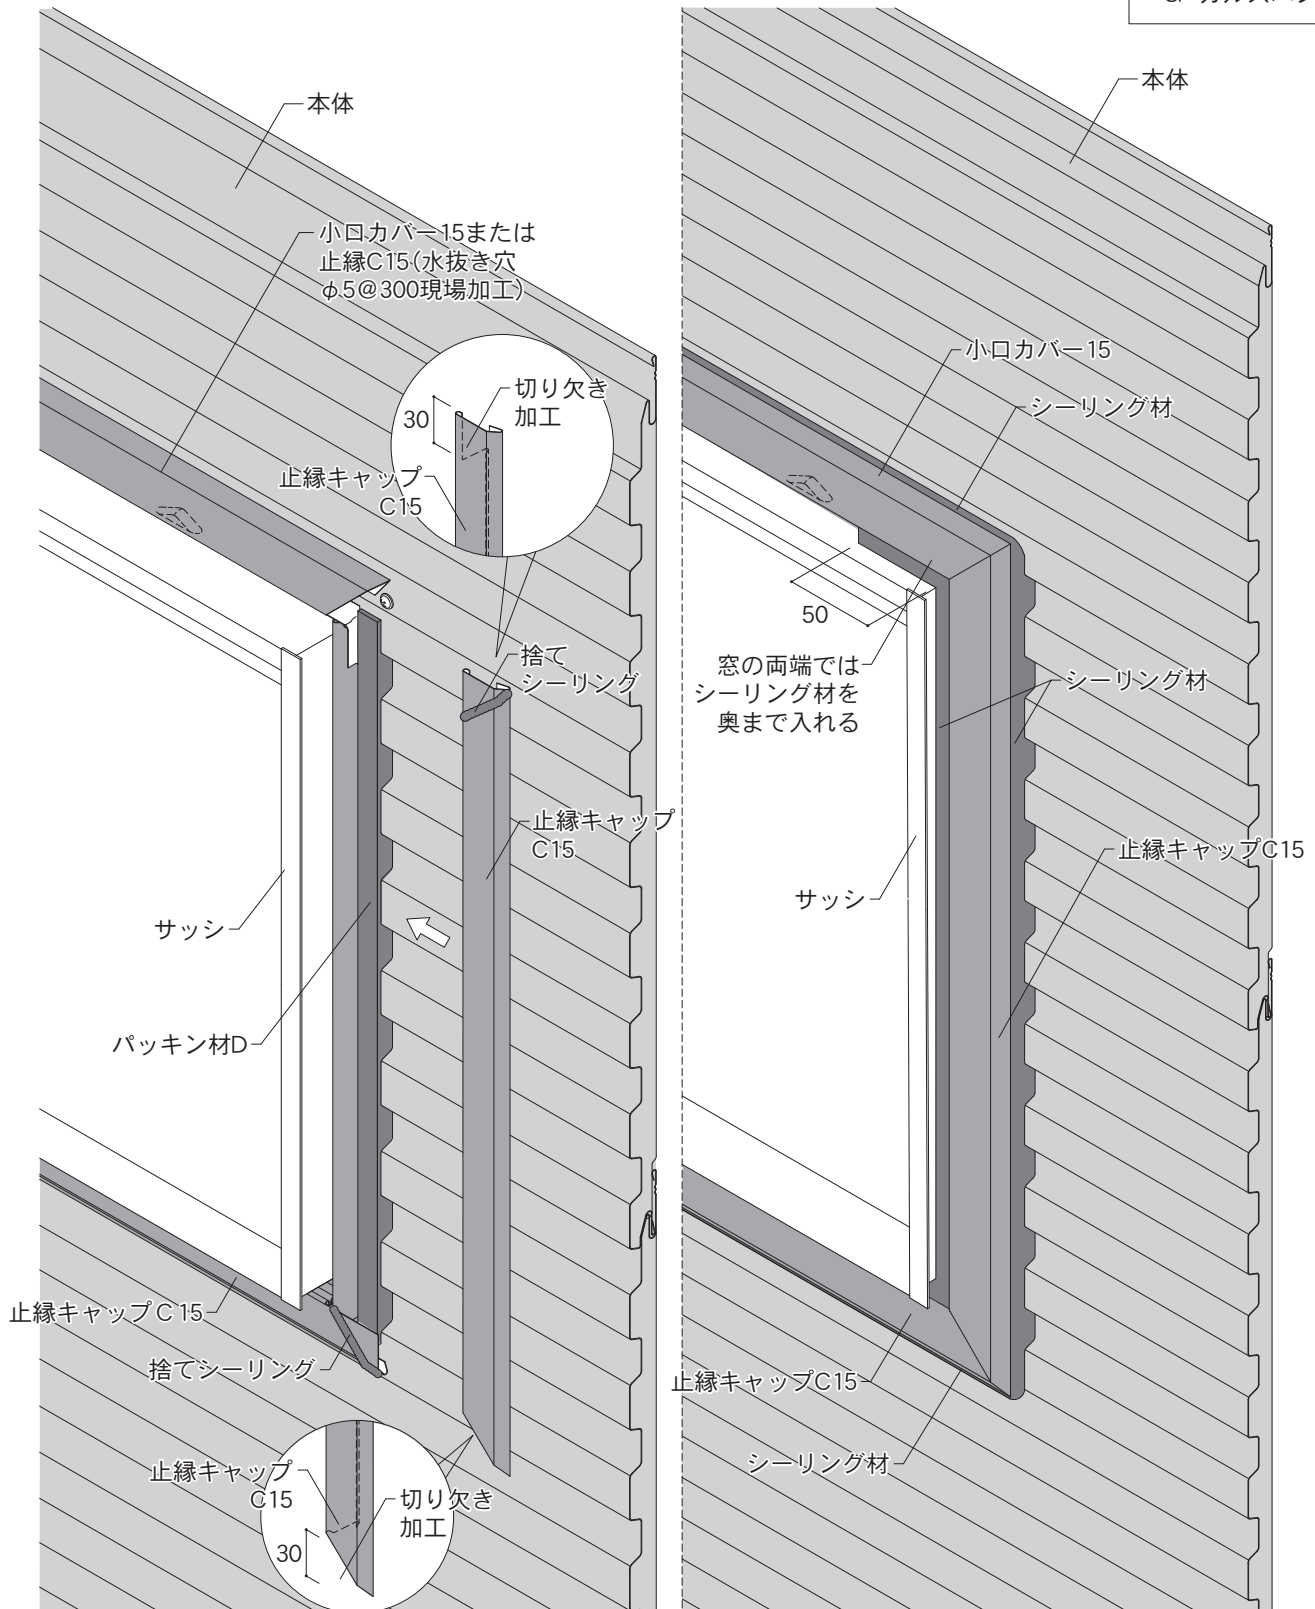 本体
小口カバー15または
止縁C15(水抜き穴
φ5@300現場加工)
切り欠き
加工
30
止縁キャップ
C15
捨て
シーリング
止縁キャップ
C15
サッシ
パッキン材D
止縁キャップC15
捨てシーリング
止縁キャップ
C15
切り欠き
加工
30
本体
小口カバー15
シーリング材
50
窓の両端では
シーリング材を
奥まで入れる
シーリング材
止縁キャップC15
サッシ
止縁キャップC15
シーリング材